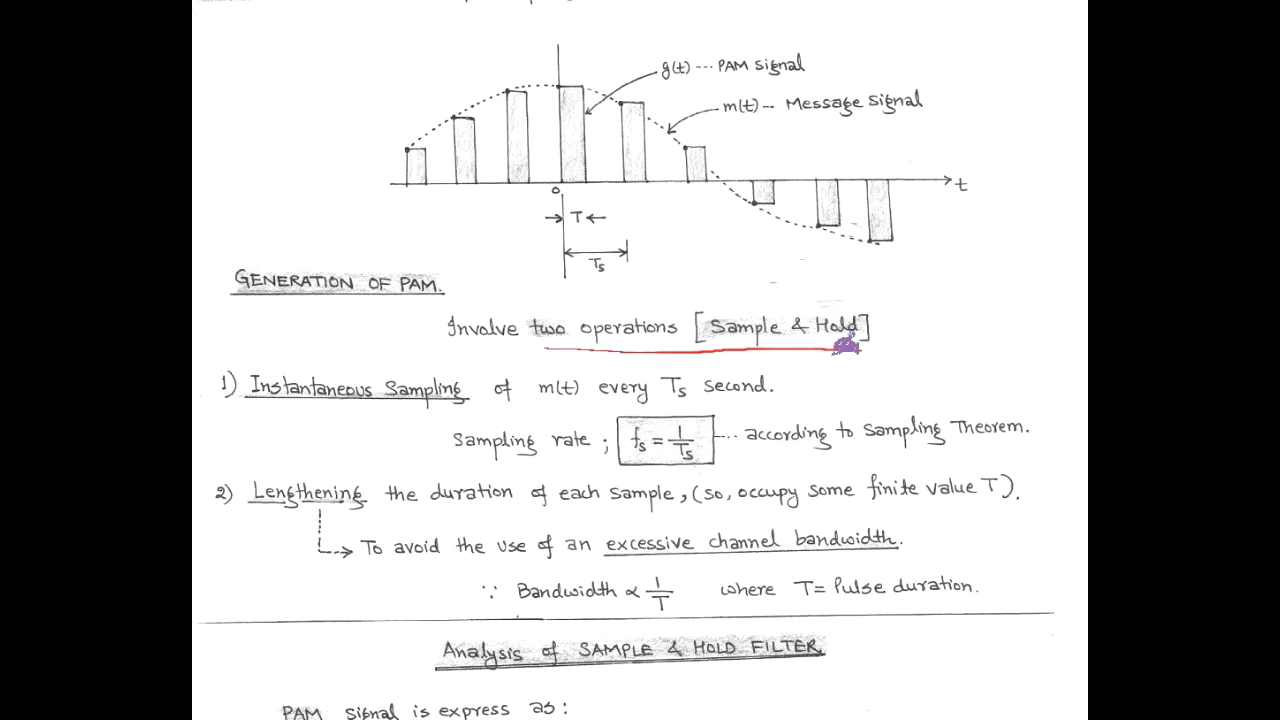 g(t) --- PAM signal
m(t) -- Message signal
t
0
T
Ts
GENERATION OF PAM.
Involve two operations [Sample & Hold]
1) Instantaneous Sampling of m(t) every Ts second.
Sampling rate ; fs = 1/Ts ---- according to Sampling Theorem.
2) Lengthening the duration of each sample, (so, occupy some finite value T).
To avoid the use of an excessive channel bandwidth.
∵ Bandwidth ∝ 1/T where T = Pulse duration.
Analysis of SAMPLE & HOLD FILTER
PAM signal is express as :